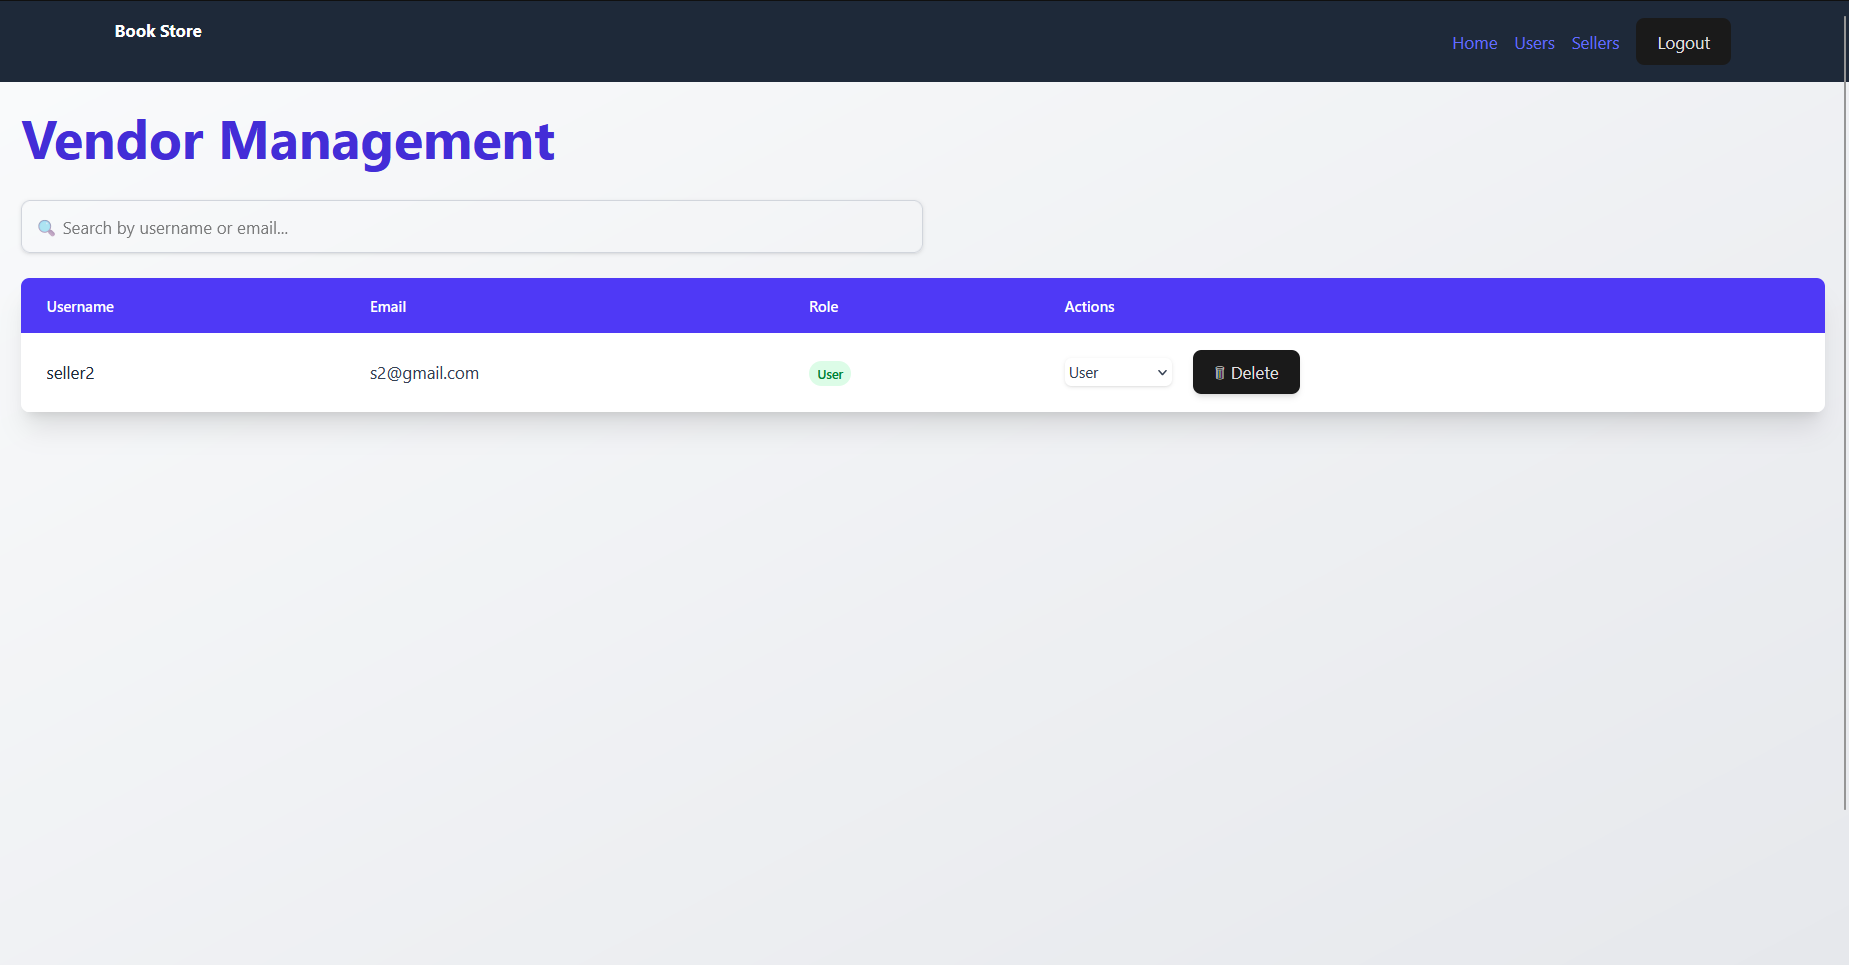 Book Store
Home Users Sellers Logout
Vendor Management
🔍 Search by username or email...
Username Email Role Actions
seller2 s2@gmail.com User User 🗑 Delete